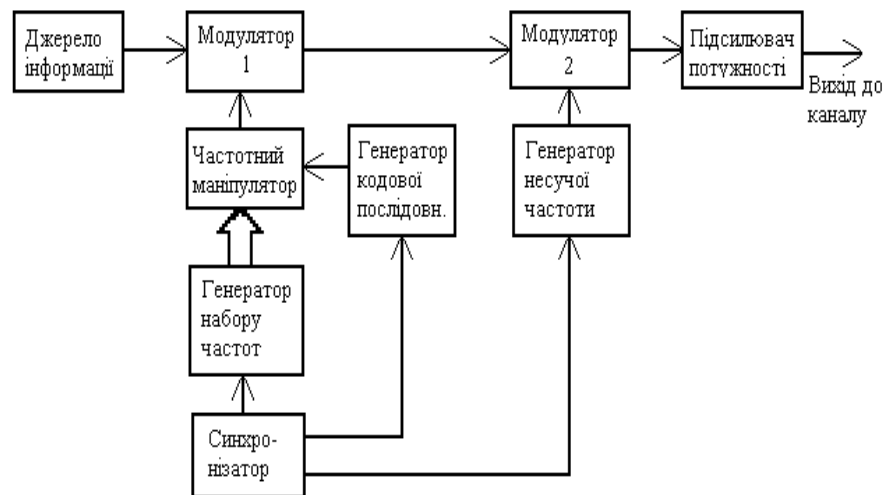 Джерело
інформації
Модулятор
1
Модулятор
2
Підсилювач
потужності
Вихід до
каналу
Частотний
маніпулятор
Генератор
кодової
послідовн.
Генератор
несучої
частоти
Генератор
набору
частот
Синхро-
нізатор